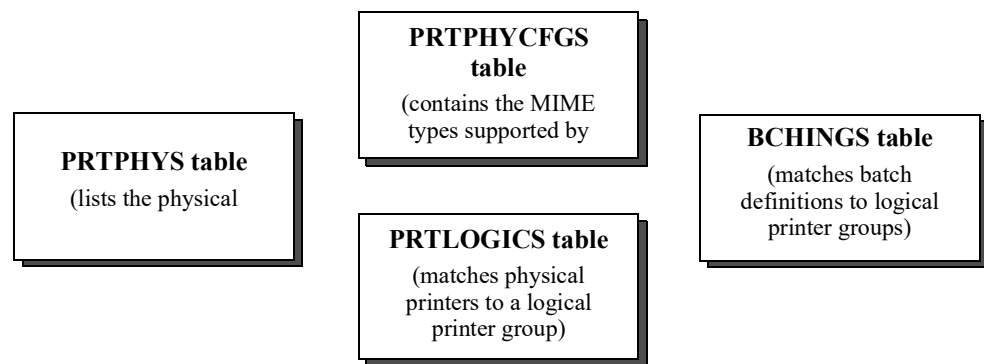 PRTPHYCFGS
table
(contains the MIME
types supported by
PRTPHYS table
(lists the physical
BCHINGS table
(matches batch
definitions to logical
printer groups)
PRTLOGICS table
(matches physical
printers to a logical
printer group)